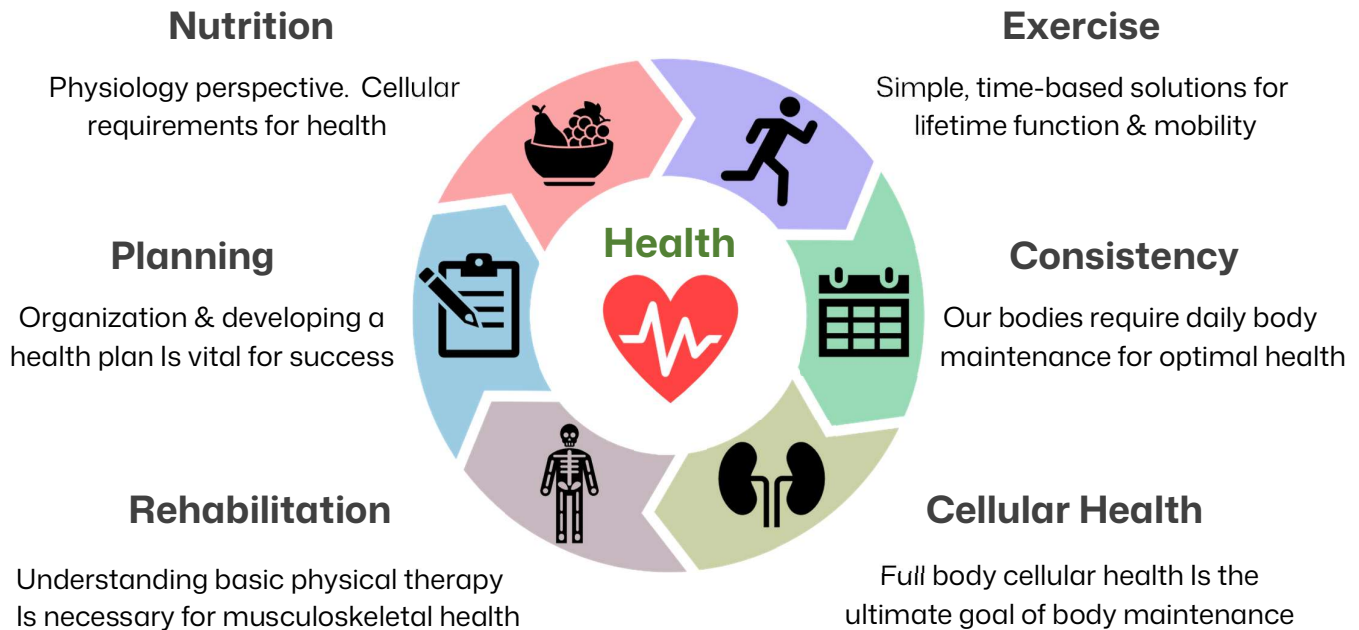 Nutrition
Physiology perspective. Cellular
requirements for health
Exercise
Simple, time-based solutions for
lifetime function & mobility
Health
Planning
Organization & developing a
health plan Is vital for success
Consistency
Our bodies require daily body
maintenance for optimal health
Rehabilitation
Understanding basic physical therapy
Is necessary for musculoskeletal health
Cellular Health
Full body cellular health Is the
ultimate goal of body maintenance